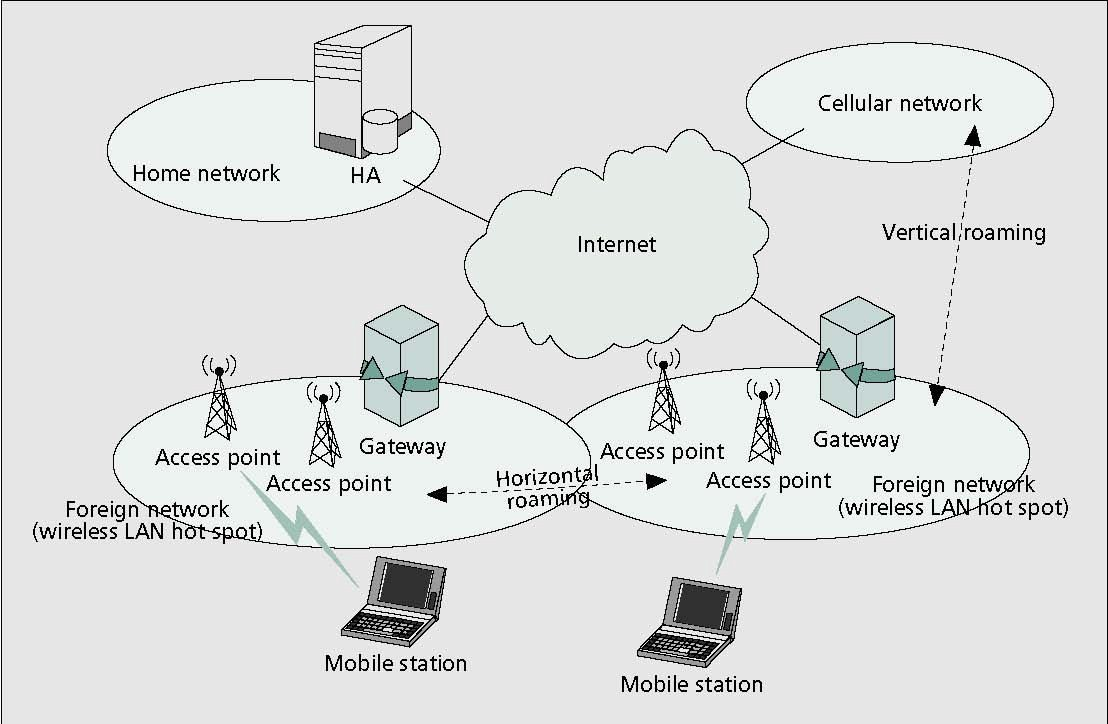 Cellular network
Home network
HA
Internet
Vertical roaming
Gateway
Access point
Access point
Foreign network
(wireless LAN hot spot)
Horizontal
roaming
Gateway
Access point
Access point
Foreign network
(wireless LAN hot spot)
Mobile station
Mobile station